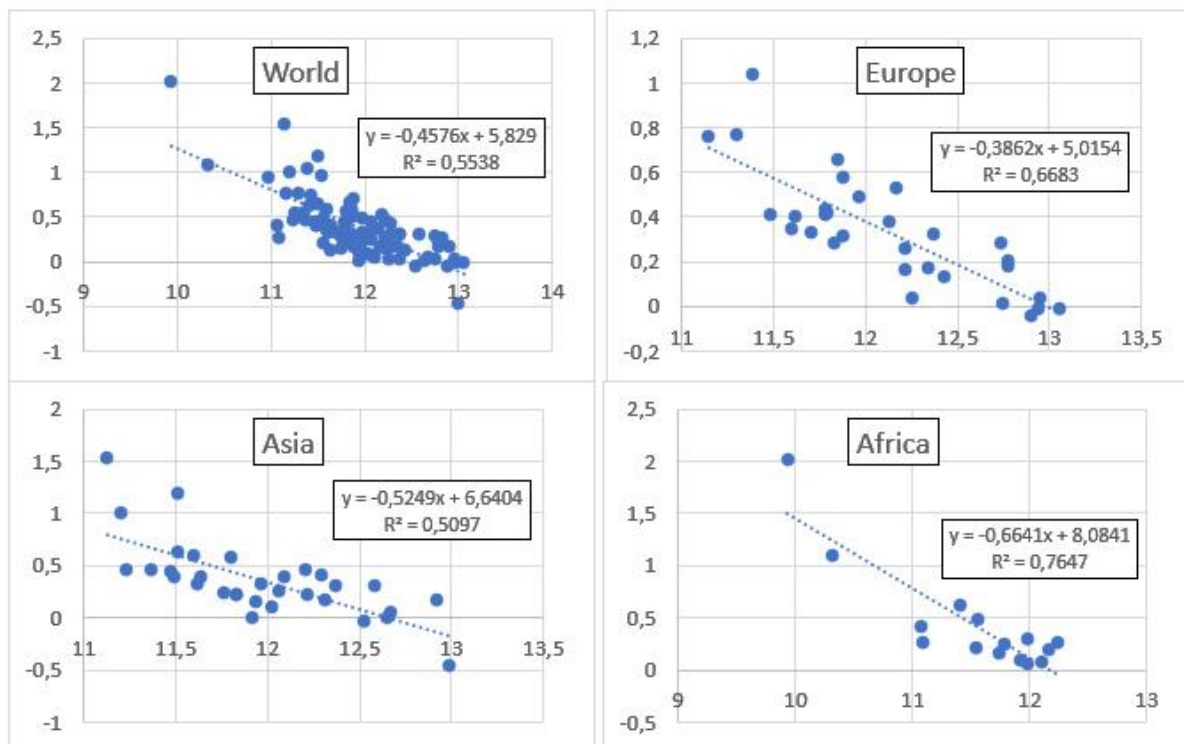 World
2,5
2
1,5
1
0,5
0
-0,5
-1
9 10 11 12 13 14
y = -0,4576x + 5,829
R² = 0,5538
Europe
1,2
1
0,8
0,6
0,4
0,2
0
-0,2
11 11,5 12 12,5 13 13,5
y = -0,3862x + 5,0154
R² = 0,6683
Asia
2
1,5
1
0,5
0
-0,5
-1
11 11,5 12 12,5 13 13,5
y = -0,5249x + 6,6404
R² = 0,5097
Africa
2,5
2
1,5
1
0,5
0
-0,5
9 10 11 12 13
y = -0,6641x + 8,0841
R² = 0,7647